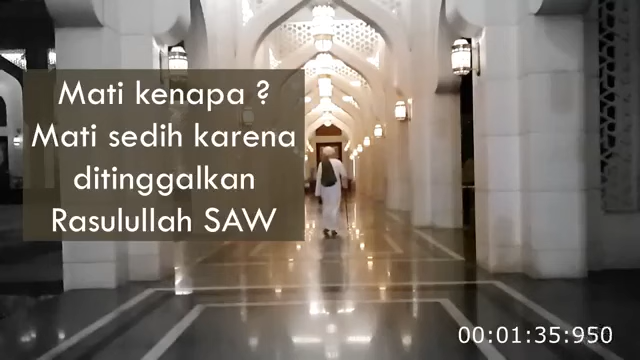 Mati kenapa ?
Mati sedih karena
ditinggalkan
Rasulullah SAW
00:01:35:950